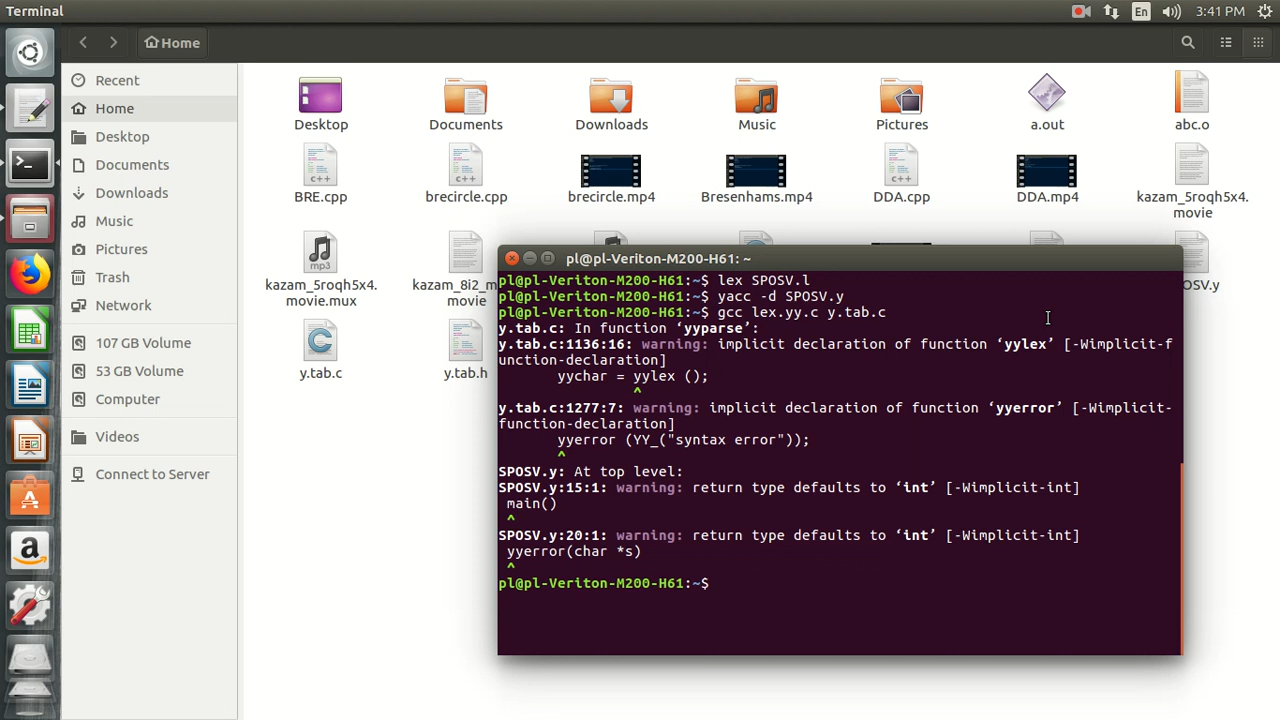 Terminal
En
3:41 PM
Home
Recent
Home
Desktop
Documents
Downloads
Music
Pictures
Trash
Network
107 GB Volume
53 GB Volume
Computer
Videos
Connect to Server
Desktop
Documents
Downloads
Music
Pictures
a.out
abc.o
BRE.cpp
brecircle.cpp
brecircle.mp4
Bresenhams.mp4
DDA.cpp
DDA.mp4
kazam_5roqh5x4.
movie
mp3
kazam_5roqh5x4.
movie.mux
kazam_8i2_m
movie
OSV.y
y.tab.c
y.tab.h
pl@pl-Veriton-M200-H61: ~
pl@pl-Veriton-M200-H61:~$ lex SPOSV.l
pl@pl-Veriton-M200-H61:~$ yacc -d SPOSV.y
pl@pl-Veriton-M200-H61:~$ gcc lex.yy.c y.tab.c
y.tab.c: In function ‘yyparse’:
y.tab.c:1136:16: warning: implicit declaration of function ‘yylex’ [-Wimplicit-f
unction-declaration]
yychar = yylex ();
^
y.tab.c:1277:7: warning: implicit declaration of function ‘yyerror’ [-Wimplicit-
function-declaration]
yyerror (YY_("syntax error"));
^
SPOSV.y: At top level:
SPOSV.y:15:1: warning: return type defaults to ‘int’ [-Wimplicit-int]
main()
^
SPOSV.y:20:1: warning: return type defaults to ‘int’ [-Wimplicit-int]
yyerror(char *s)
^
pl@pl-Veriton-M200-H61:~$